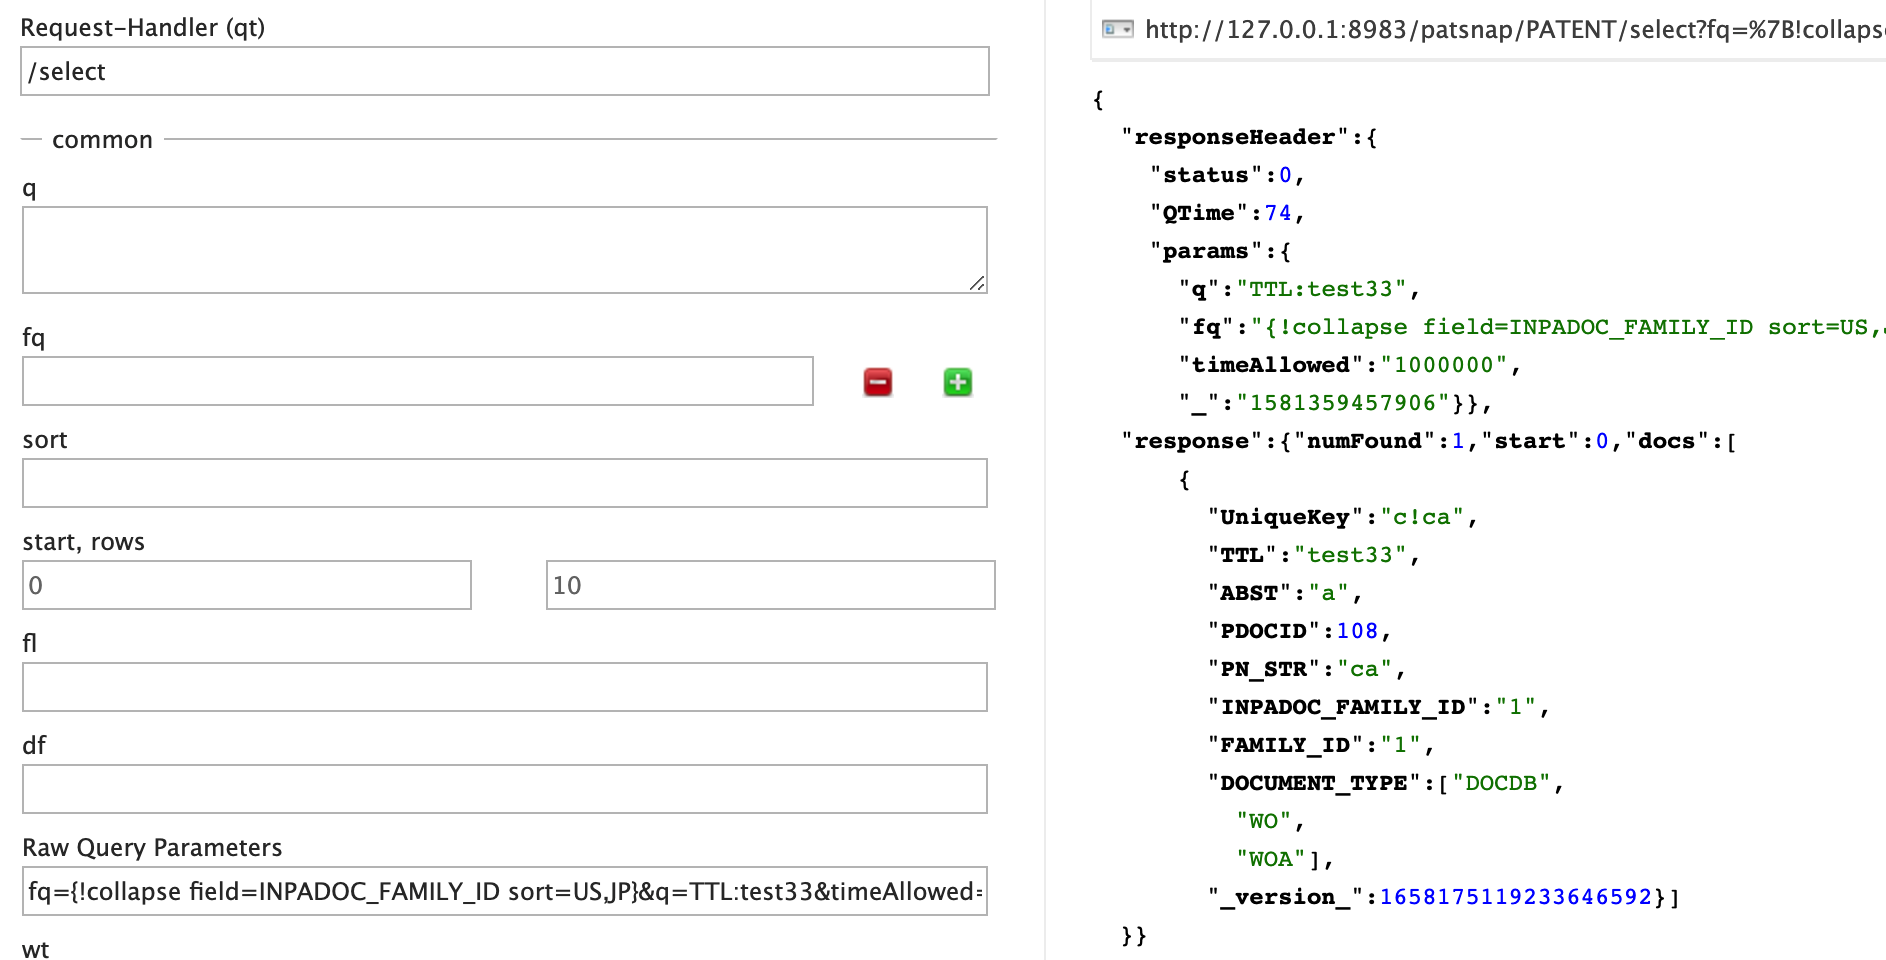 Request-Handler (qt)
/select
common
q
fq
sort
start, rows
0
10
fl
df
Raw Query Parameters
fq={!collapse field=INPADOC_FAMILY_ID sort=US,JP}&q=TTL:test33&timeAllowed=
wt
http://127.0.0.1:8983/patsnap/PATENT/select?fq=%7B!collaps
{
"responseHeader":{
"status":0,
"QTime":74,
"params":{
"q":"TTL:test33",
"fq":"{!collapse field=INPADOC_FAMILY_ID sort=US,
"timeAllowed":"1000000",
"_":"1581359457906"}},
"response":{"numFound":1,"start":0,"docs":[
{
"UniqueKey":"c!ca",
"TTL":"test33",
"ABST":"a",
"PDOCID":108,
"PN_STR":"ca",
"INPADOC_FAMILY_ID":"1",
"FAMILY_ID":"1",
"DOCUMENT_TYPE":["DOCDB",
"WO",
"WOA"],
"_version_":1658175119233646592}]
}}